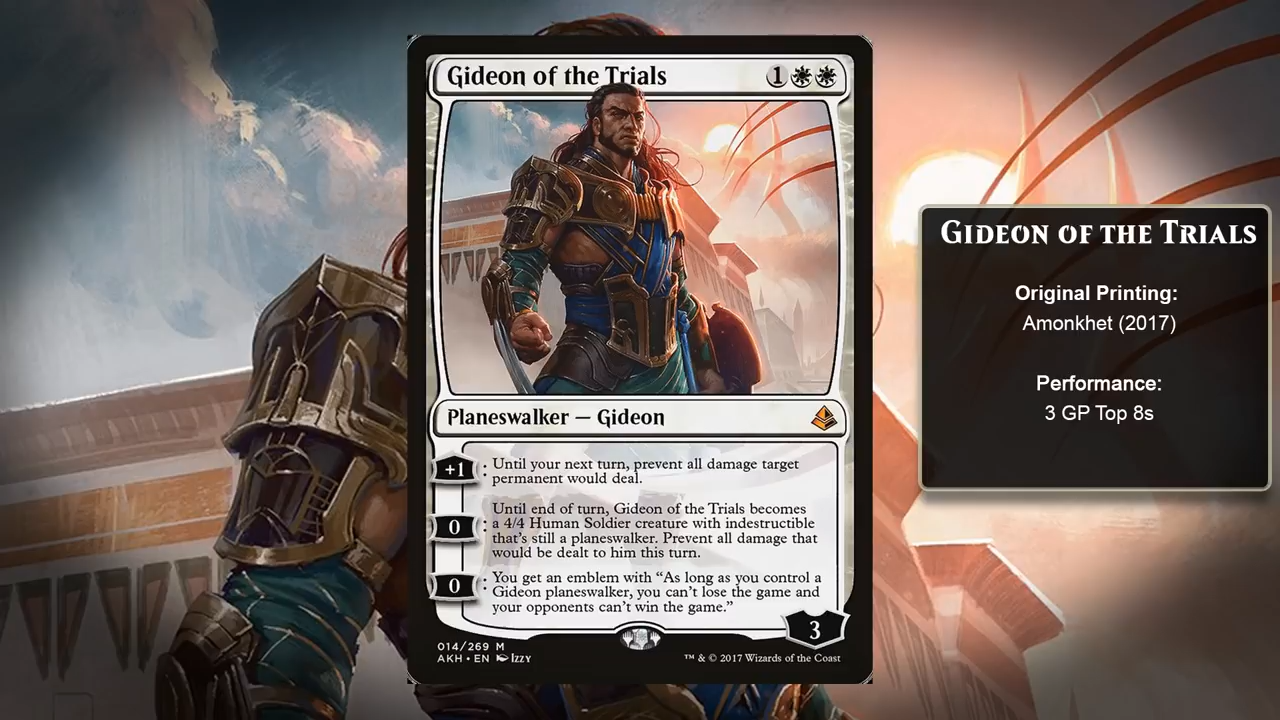 Gideon of the Trials 1
Planeswalker — Gideon
+1 : Until your next turn, prevent all damage target
permanent would deal.
0 : Until end of turn, Gideon of the Trials becomes
a 4/4 Human Soldier creature with indestructible
that's still a planeswalker. Prevent all damage that
would be dealt to him this turn.
0 : You get an emblem with “As long as you control a
Gideon planeswalker, you can't lose the game and
your opponents can't win the game.”
3
014/269 M
AKH • EN Izzy
™ & © 2017 Wizards of the Coast
Gideon of the Trials
Original Printing:
Amonkhet (2017)
Performance:
3 GP Top 8s